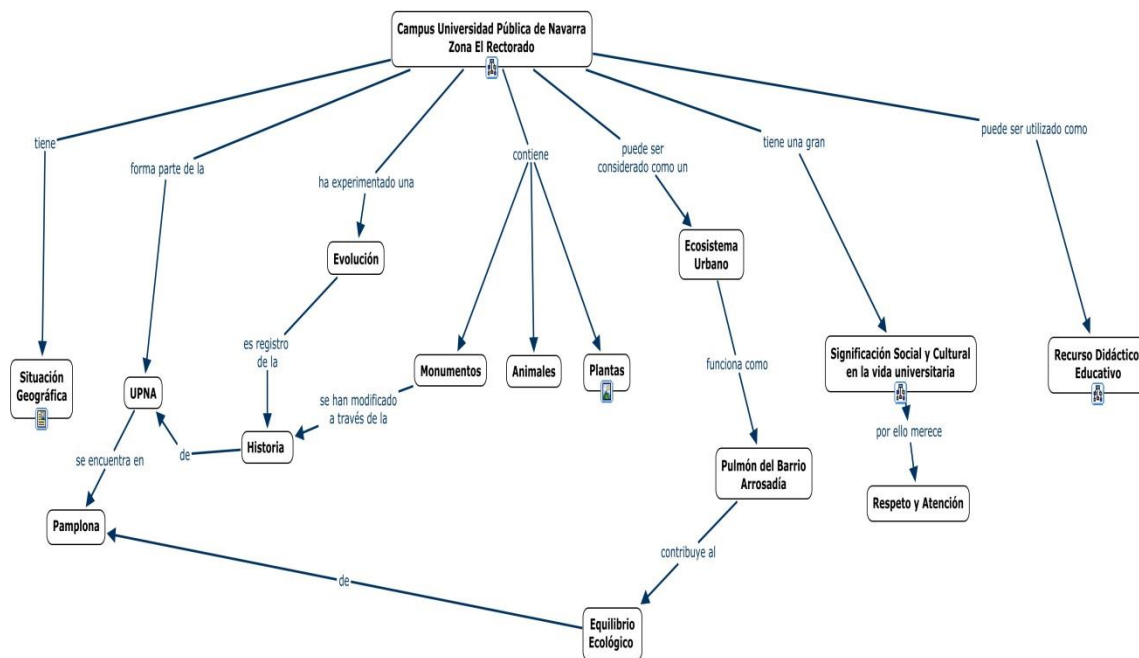 Campus Universidad Pública de Navarra
Zona El Rectorado
tiene
forma parte de la
ha experimentado una
contiene
puede ser
considerado como un
tiene una gran
puede ser utilizado como
Evolución
Ecosistema
Urbano
es registro
de la
Situación
Geográfica
UPNA
Monumentos
Animales
Plantas
funciona como
Significación Social y Cultural
en la vida universitaria
Recurso Didáctico
Educativo
se han modificado
a través de la
por ello merece
se encuentra en
de
Historia
Pulmón del Barrio
Arrosadía
Respeto y Atención
Pamplona
contribuye al
de
Equilibrio
Ecológico